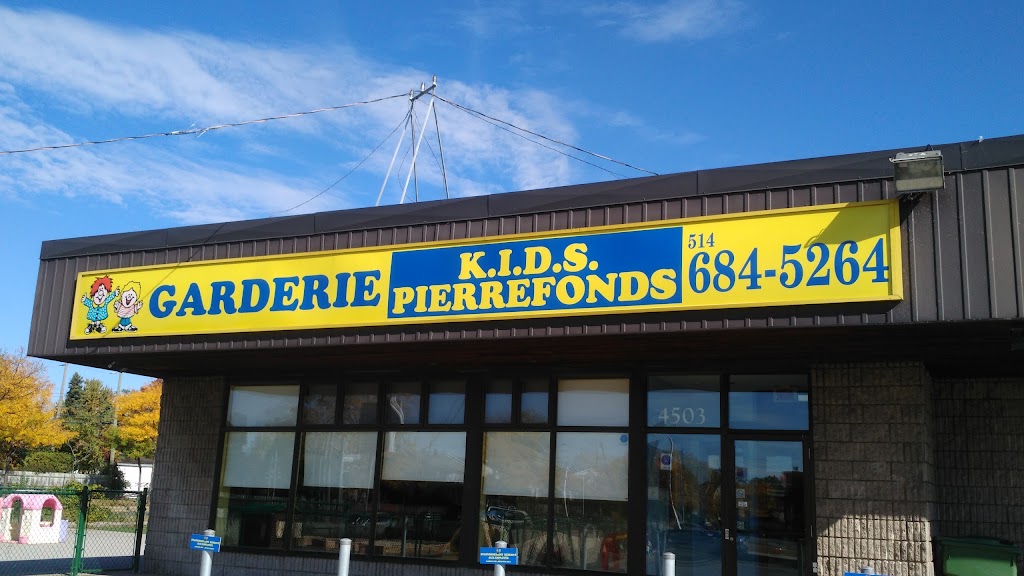 GARDERIE
K.I.D.S.
PIERREFONDS
514
684-5264
4503